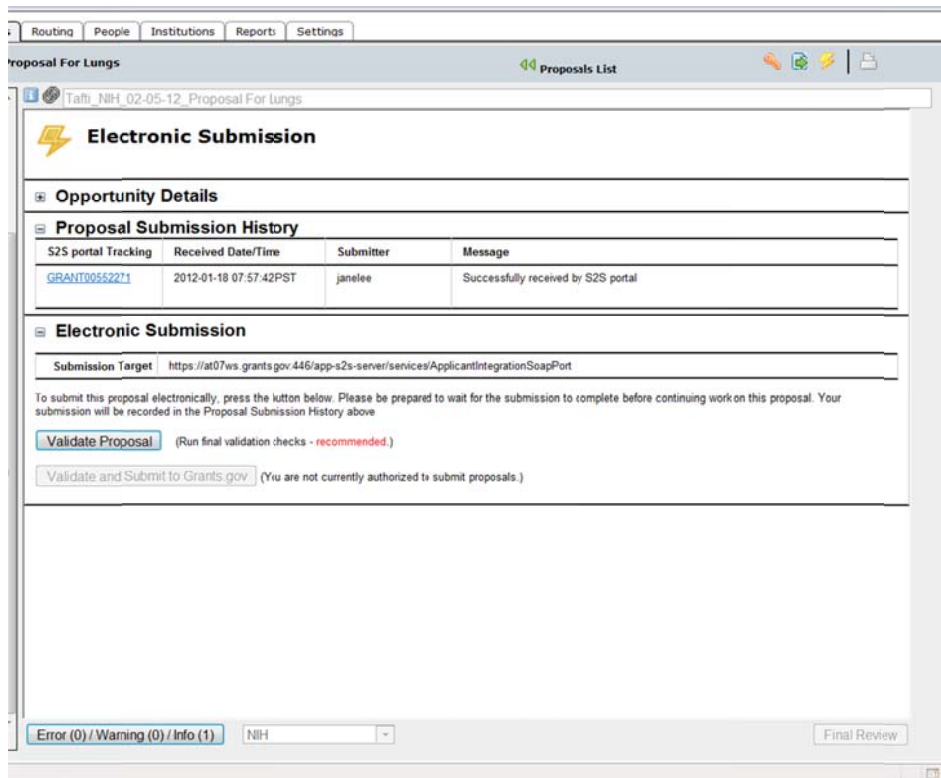 Routing People Institutions Reports Settings
Proposal For Lungs Proposals List
Tafti_NIH_02-05-12_Proposal For Lungs
Electronic Submission
Opportunity Details
Proposal Submission History
S2S portal Tracking Received Date/Time Submitter Message
GRANT00552271 2012-01-18 07:57:42PST janelee Successfully received by S2S portal
Electronic Submission
Submission Target https://at07ws.grants.gov:446/app-s2s-server/services/ApplicantIntegrationSoapPort
To submit this proposal electronically, press the button below. Please be prepared to wait for the submission to complete before continuing work on this proposal. Your
submission will be recorded in the Proposal Submission History above
Validate Proposal (Run final validation checks - recommended.)
Validate and Submit to Grants.gov (You are not currently authorized to submit proposals.)
Error (0) / Warning (0) / Info (1) NIH Final Review